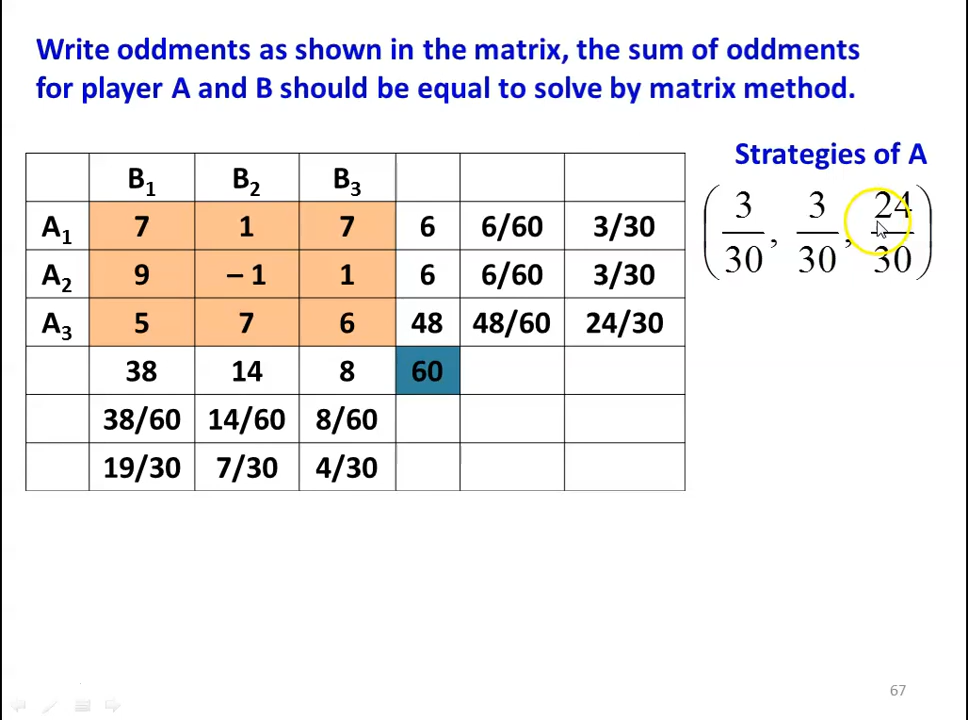 Write oddments as shown in the matrix, the sum of oddments
for player A and B should be equal to solve by matrix method.
Strategies of A
(3/30, 3/30, 24/30)
B₁ B₂ B₃
A₁ 7 1 7 6 6/60 3/30
A₂ 9 – 1 1 6 6/60 3/30
A₃ 5 7 6 48 48/60 24/30
38 14 8 60
38/60 14/60 8/60
19/30 7/30 4/30
67